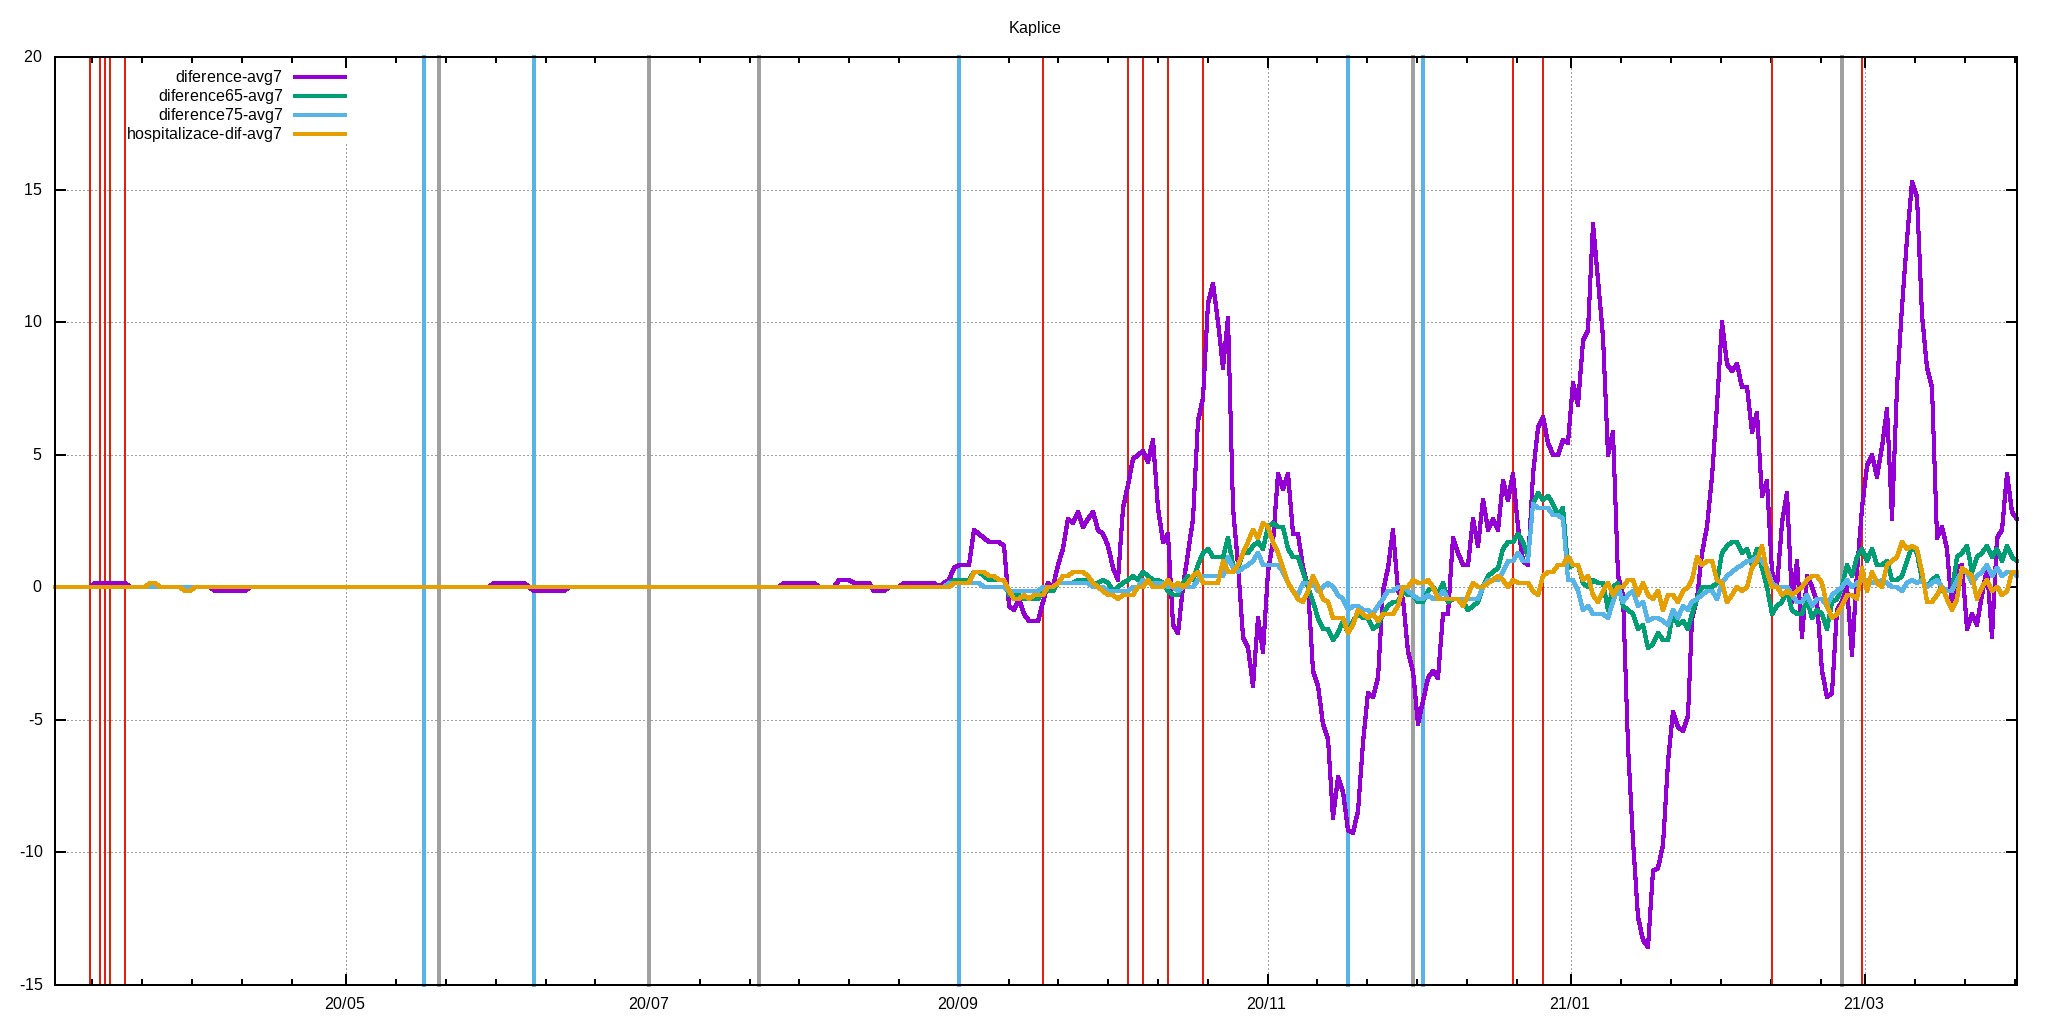 Kaplice
diference-avg7
diference65-avg7
diference75-avg7
hospitalizace-dif-avg7
20
15
10
5
0
-5
-10
-15
20/05 20/07 20/09 20/11 21/01 21/03